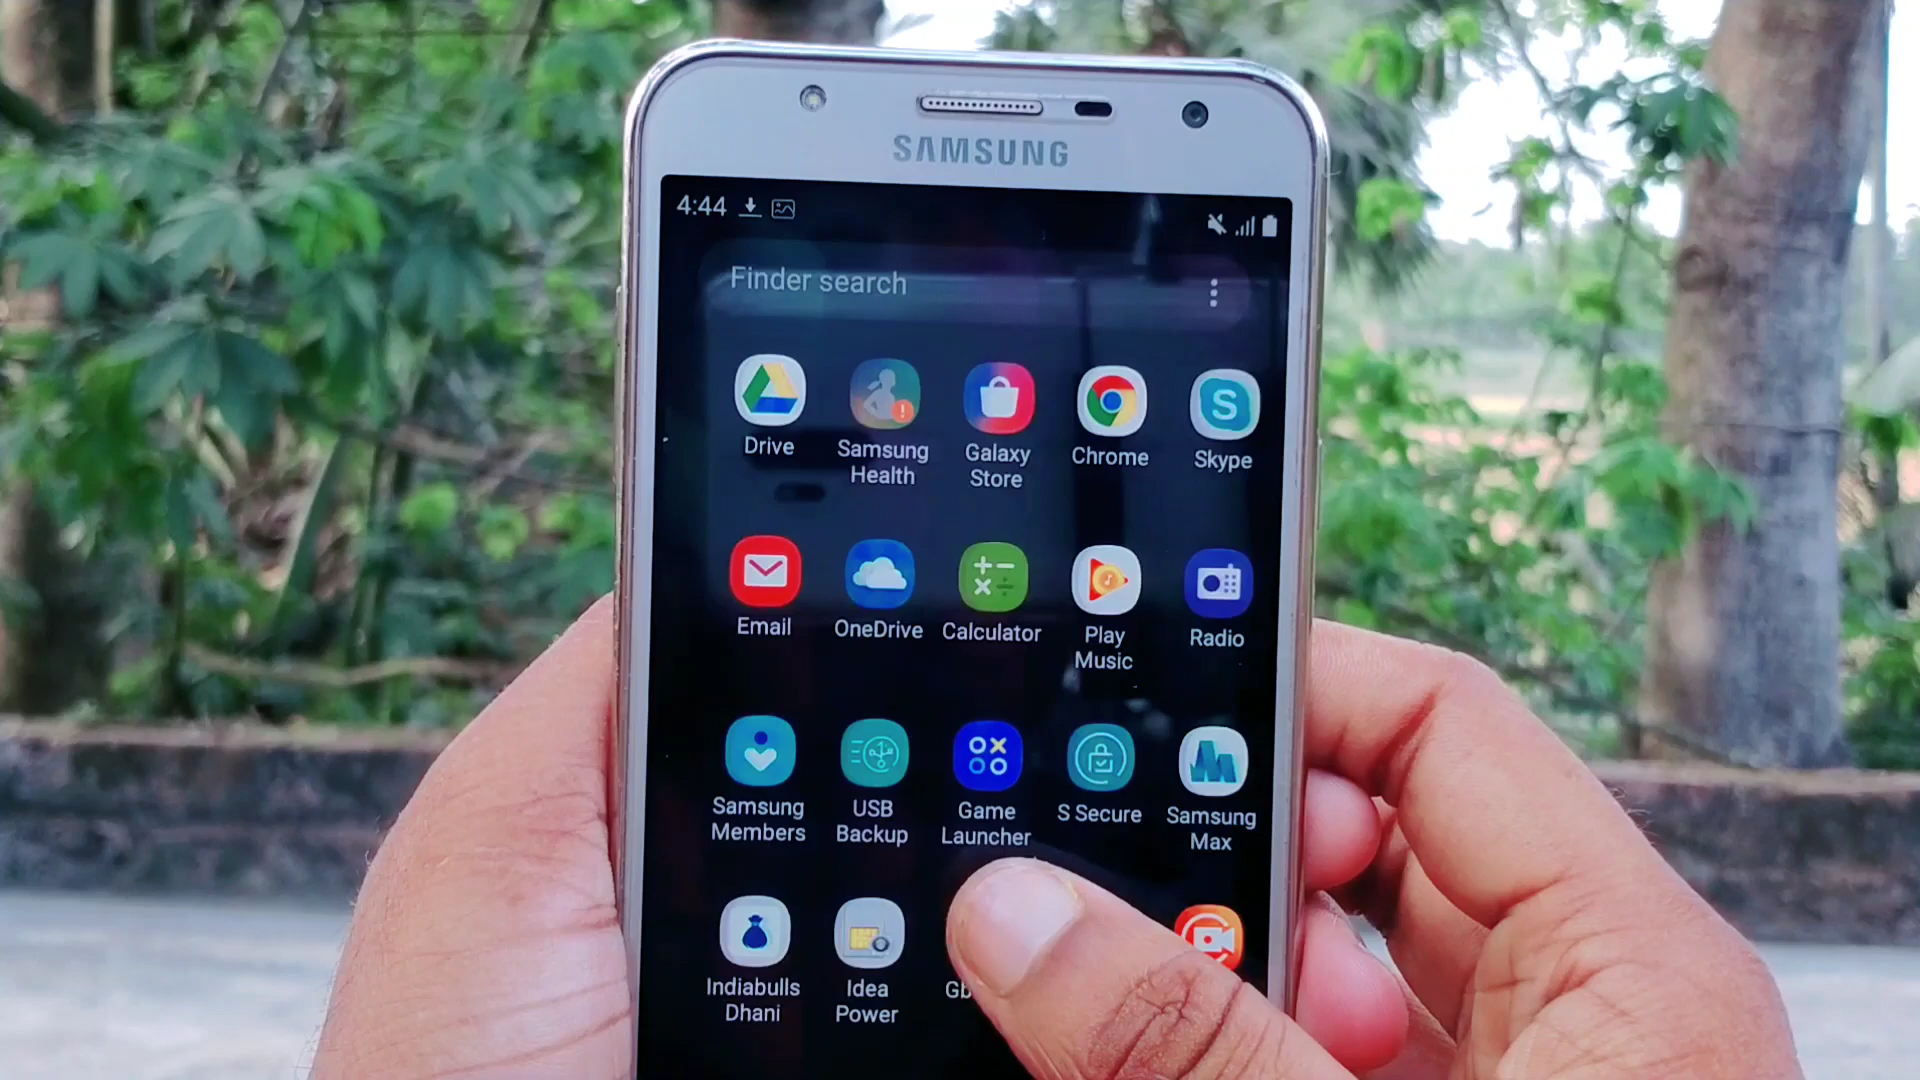 SAMSUNG
4:44
Finder search
Drive
Samsung
Health
Galaxy
Store
Chrome
Skype
Email
OneDrive
Calculator
Play
Music
Radio
Samsung
Members
USB
Backup
Game
Launcher
S Secure
Samsung
Max
Indiabulls
Dhani
Idea
Power